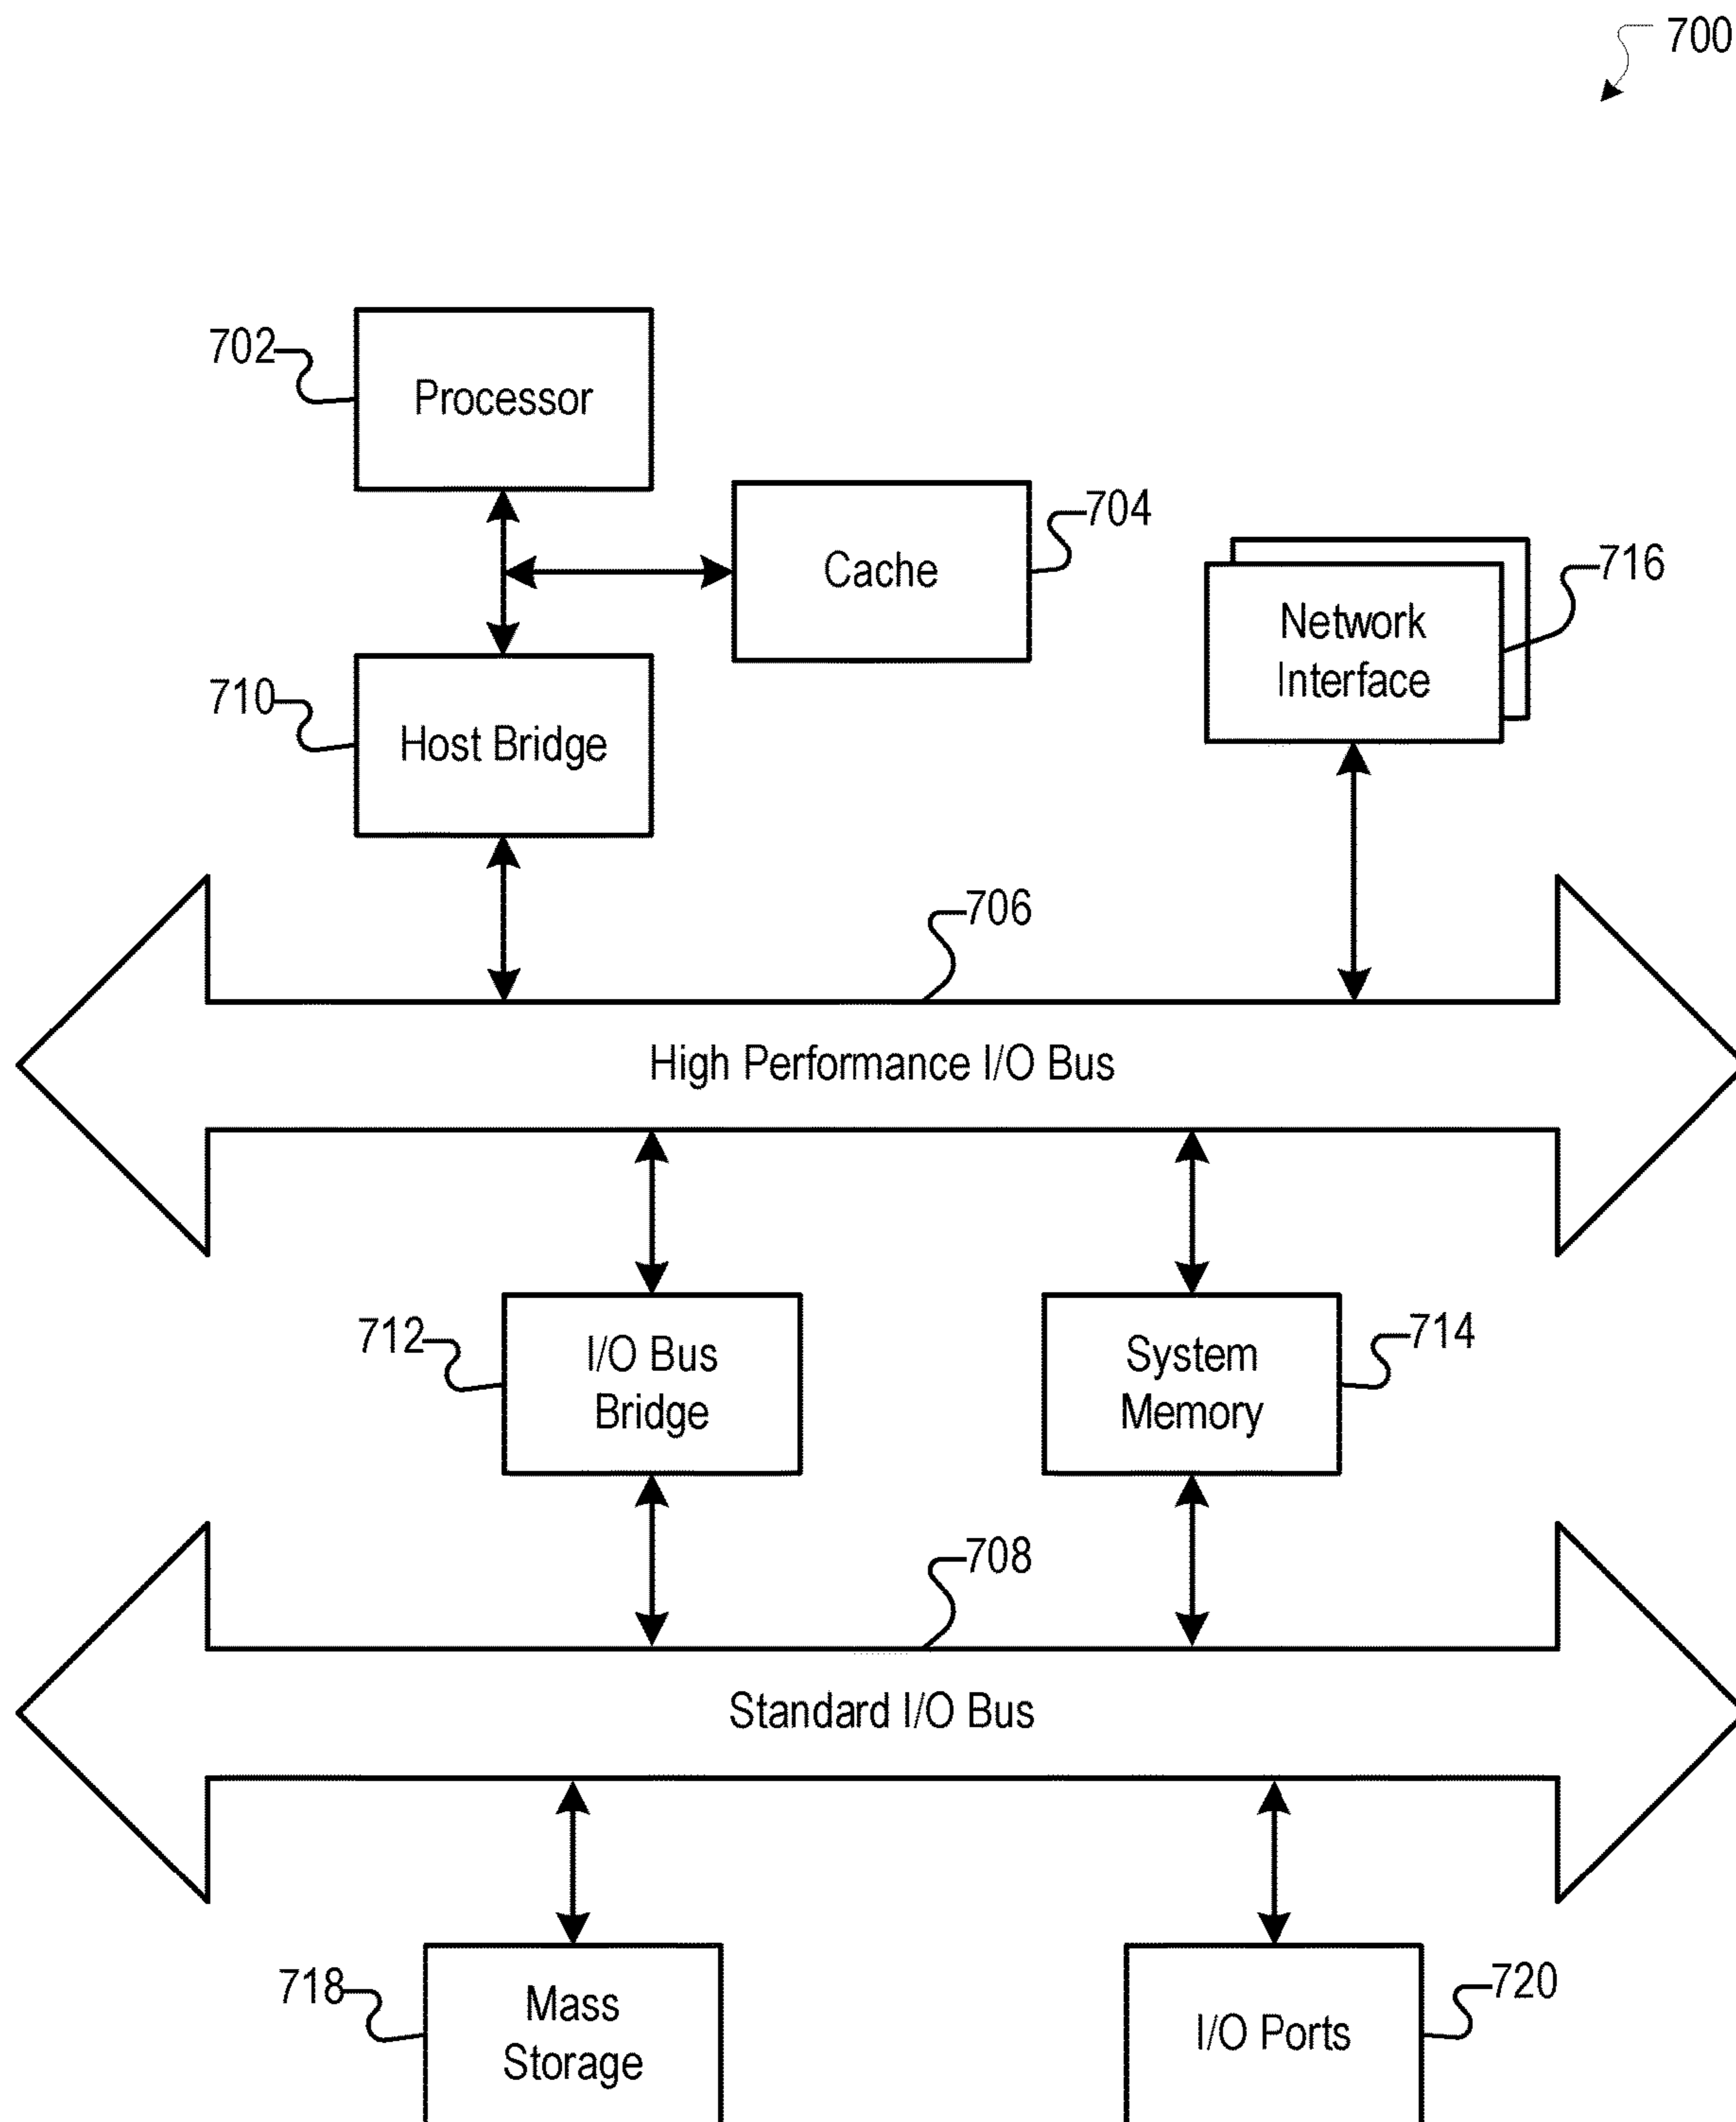 700
702
Processor
704
Cache
716
Network
Interface
710
Host Bridge
706
High Performance I/O Bus
712
I/O Bus
Bridge
714
System
Memory
708
Standard I/O Bus
718
Mass
Storage
720
I/O Ports